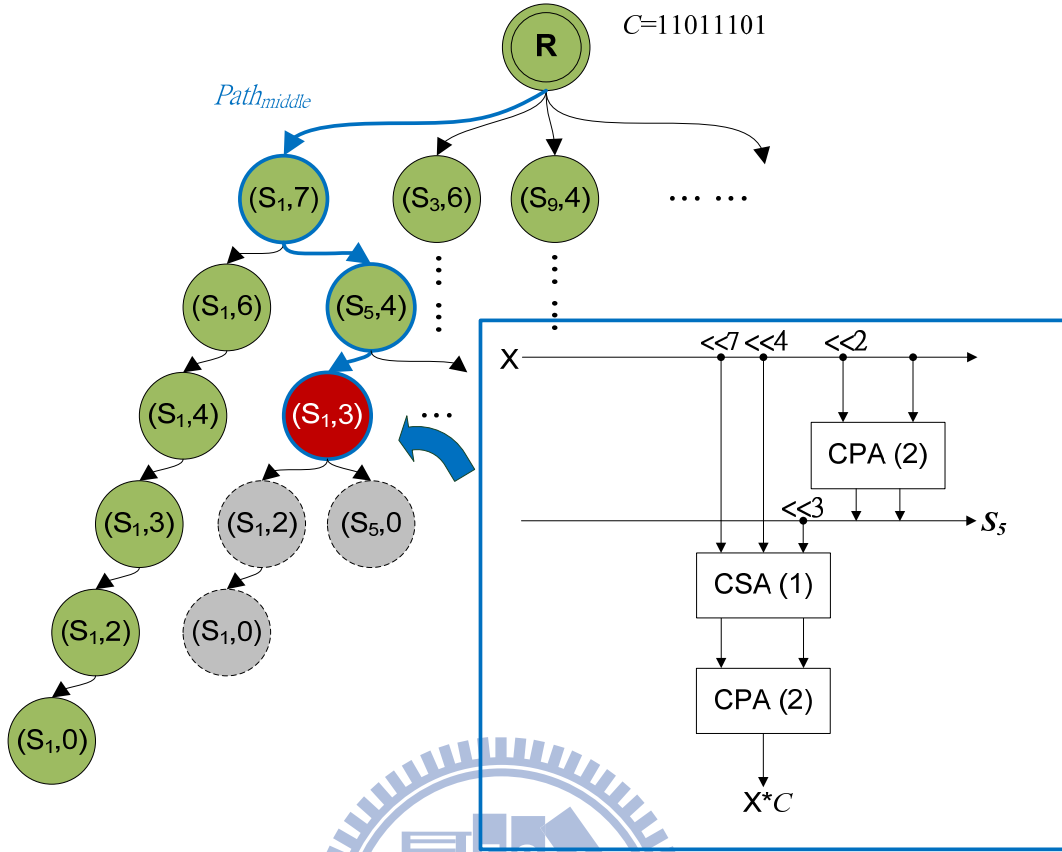 R
C=11011101
Path_middle
(S₁,7)
(S₃,6)
(S₉,4)
... ...
(S₁,6)
(S₅,4)
(S₁,4)
(S₁,3)
...
(S₁,3)
(S₁,2)
(S₅,0
(S₁,2)
(S₁,0)
(S₁,0)
X
<<7
<<4
<<2
CPA (2)
<<3
S₅
CSA (1)
CPA (2)
X*C